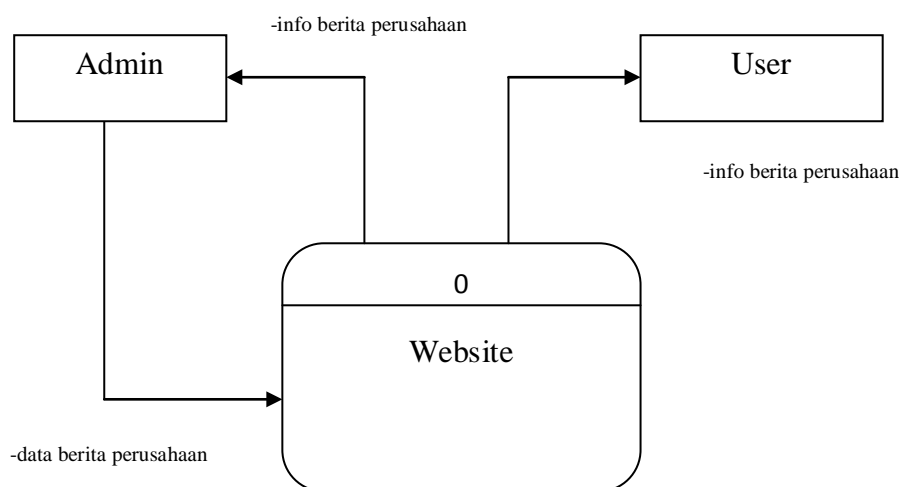 -info berita perusahaan
Admin
User
-info berita perusahaan
0
Website
-data berita perusahaan